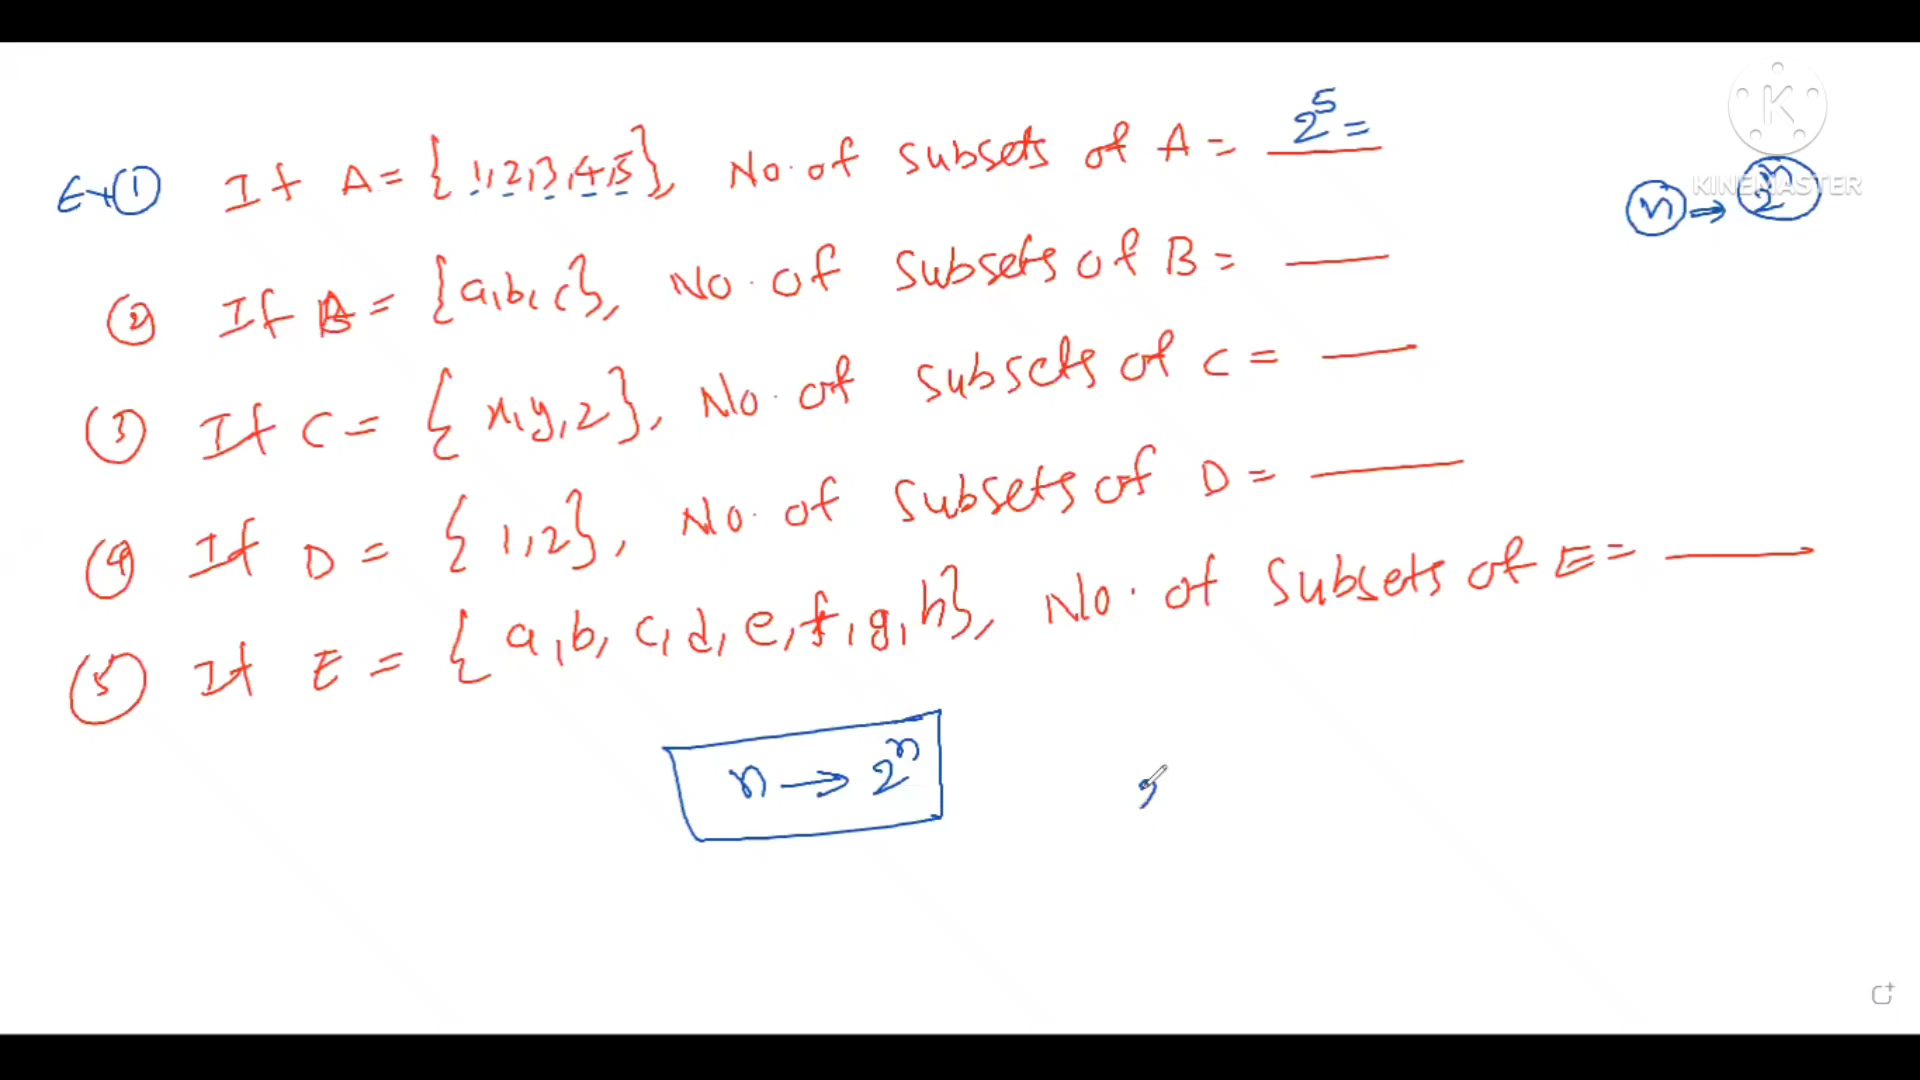 Ex ① If A = {1,2,3,4,5}, No. of subsets of A = 2⁵ =
KINEMASTER
n → 2ⁿ
② If B = {a,b,c}, No. of subsets of B = ___
③ If C = {x,y,z}, No. of subsets of C = ___
④ If D = {1,2}, No. of subsets of D = ___
⑤ If E = {a,b,c,d,e,f,g,h}, No. of subsets of E = ___
n → 2ⁿ